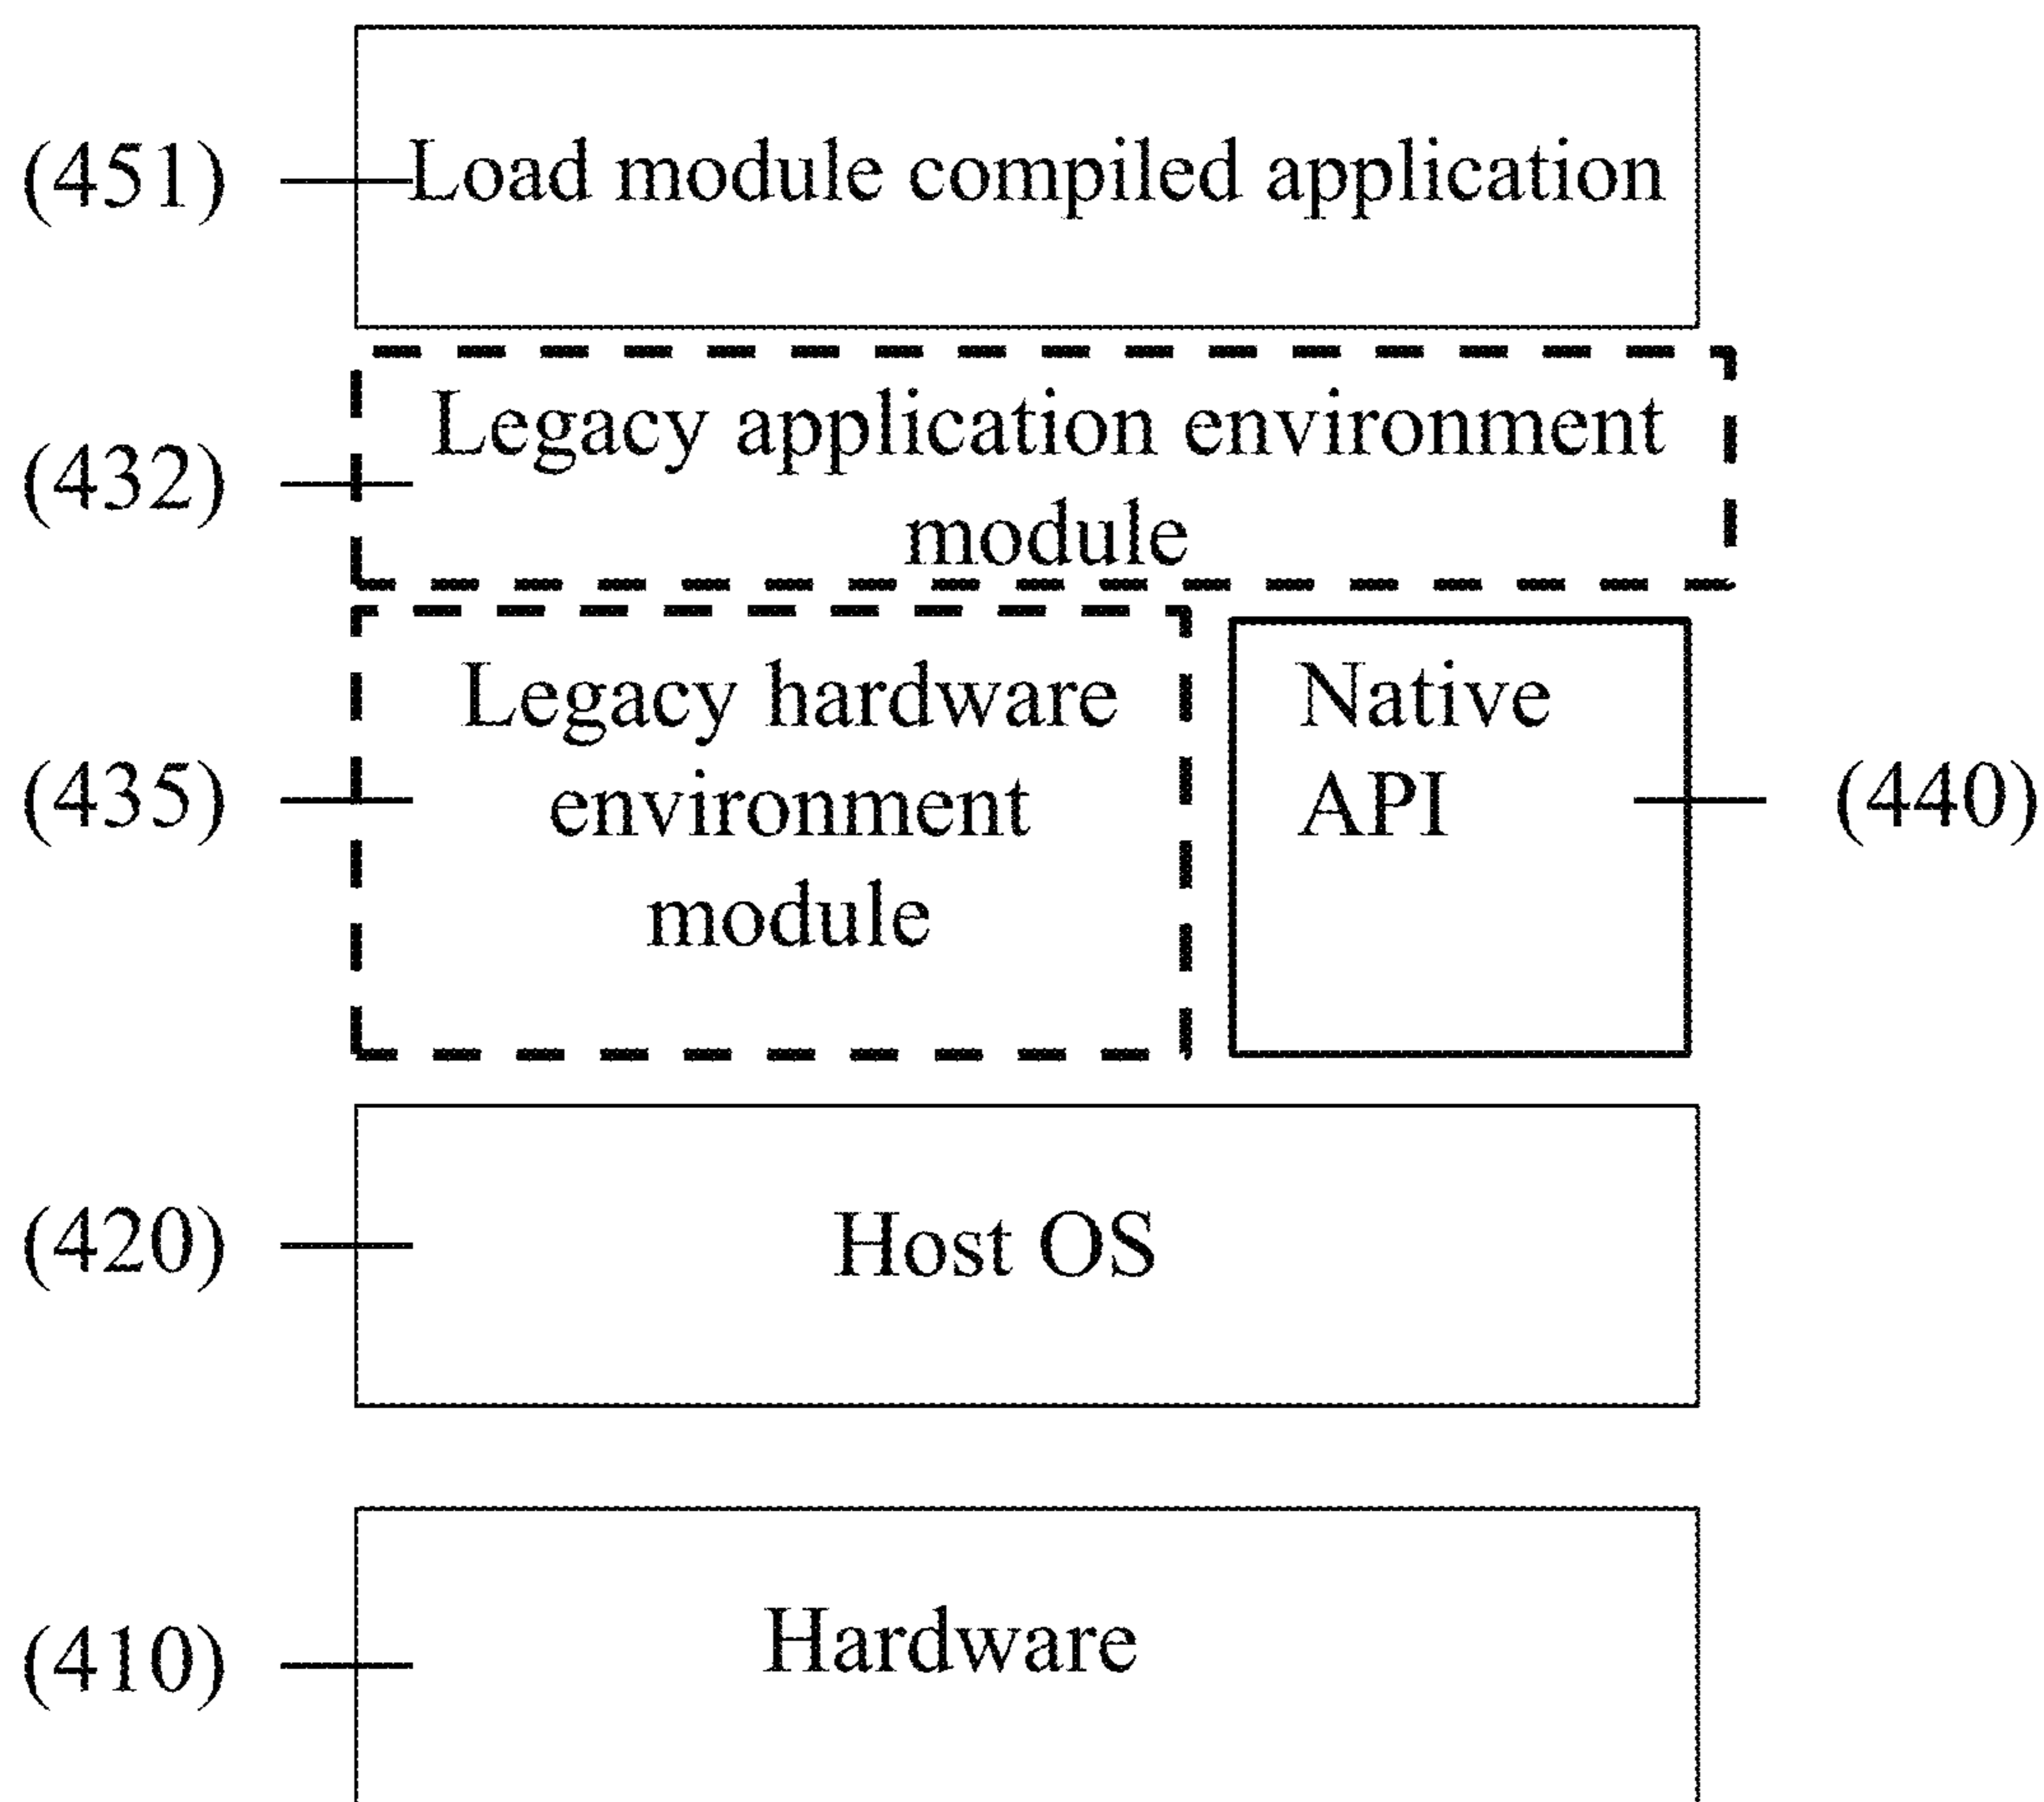 (451) Load module compiled application
Legacy application environment
(432)
module
Legacy hardware
Native
(435)
environment
API
(440)
module
(420) Host OS
(410) Hardware